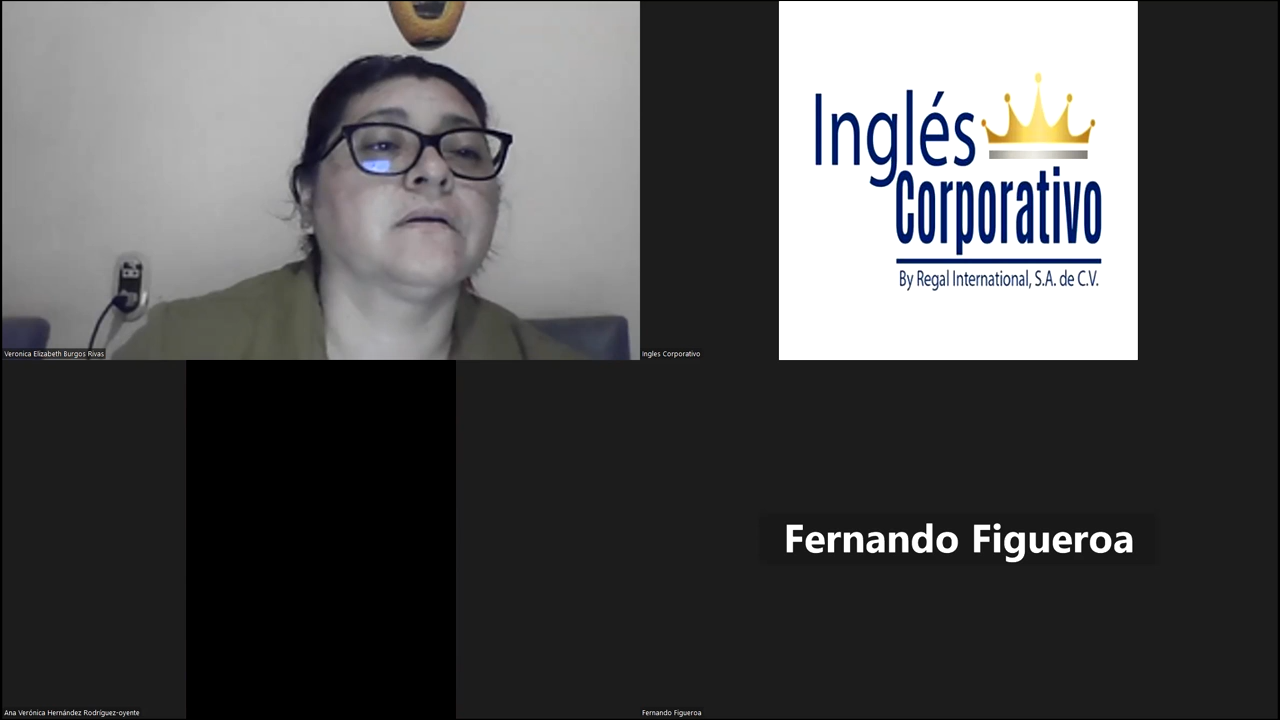 Inglés
Corporativo
By Regal International, S.A. de C.V.
Veronica Elizabeth Burgos Rivas
Ingles Corporativo
Fernando Figueroa
Ana Verónica Hernández Rodríguez-oyente
Fernando Figueroa